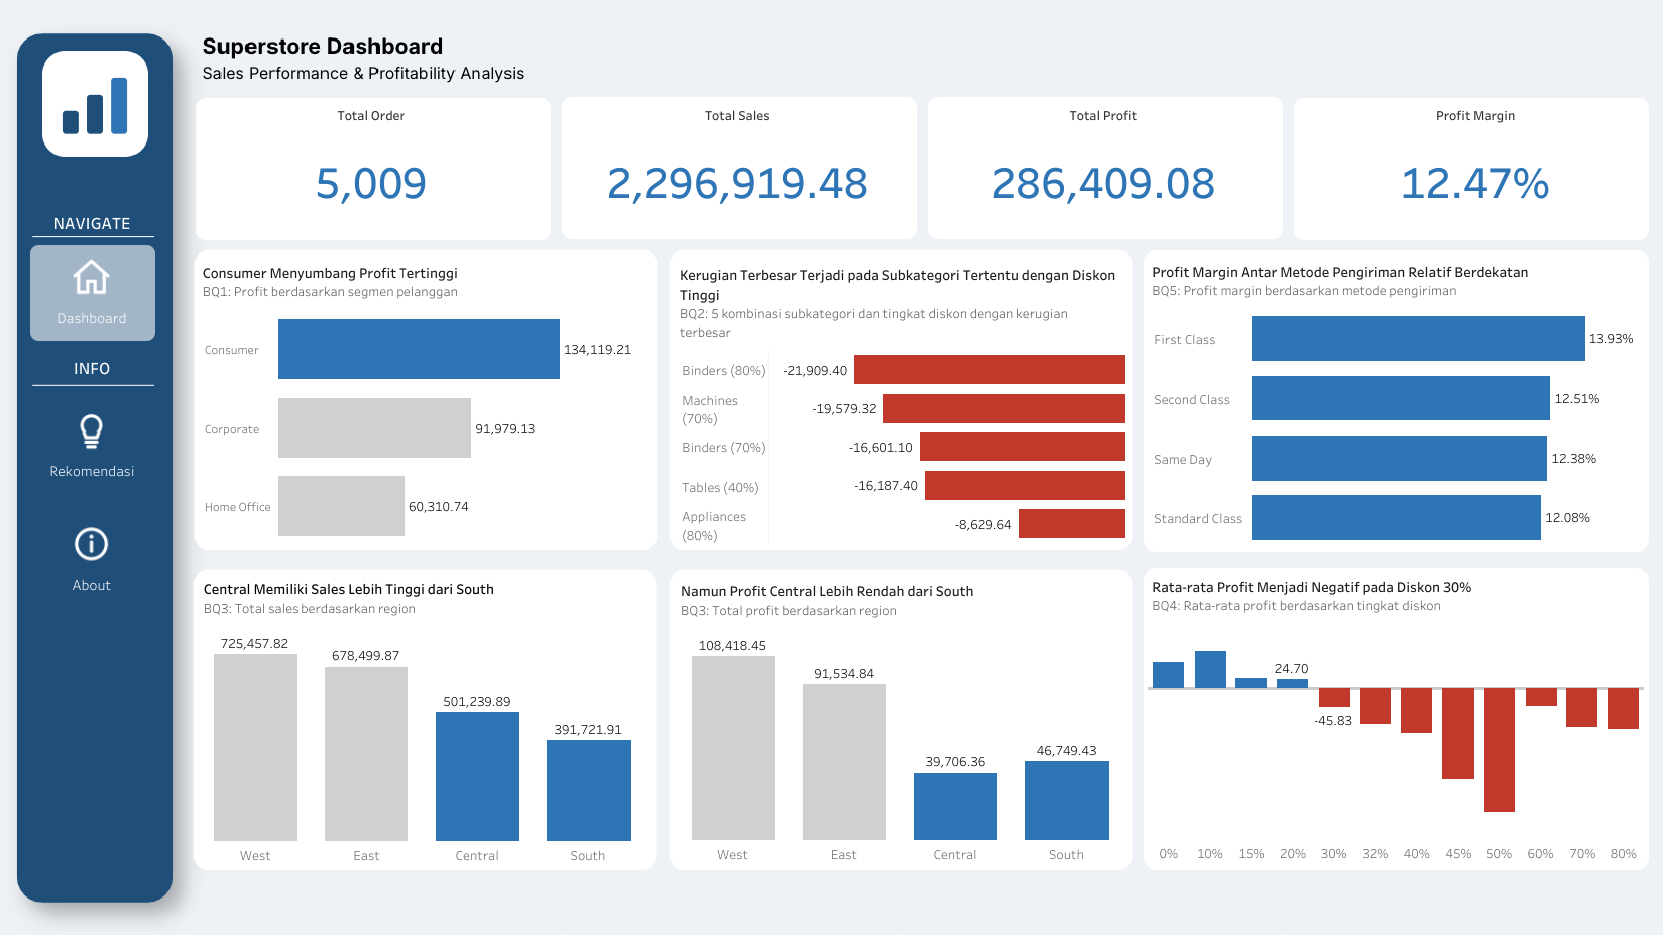 Superstore Dashboard
Sales Performance & Profitability Analysis
NAVIGATE
Dashboard
INFO
Rekomendasi
About
Total Order
5,009
Total Sales
2,296,919.48
Total Profit
286,409.08
Profit Margin
12.47%
Consumer Menyumbang Profit Tertinggi
BQ1: Profit berdasarkan segmen pelanggan
Consumer 134,119.21
Corporate 91,979.13
Home Office 60,310.74
Kerugian Terbesar Terjadi pada Subkategori Tertentu dengan Diskon
Tinggi
BQ2: 5 kombinasi subkategori dan tingkat diskon dengan kerugian
terbesar
Binders (80%) -21,909.40
Machines
(70%)
-19,579.32
Binders (70%) -16,601.10
Tables (40%) -16,187.40
Appliances
(80%)
-8,629.64
Profit Margin Antar Metode Pengiriman Relatif Berdekatan
BQ5: Profit margin berdasarkan metode pengiriman
First Class 13.93%
Second Class 12.51%
Same Day 12.38%
Standard Class 12.08%
Central Memiliki Sales Lebih Tinggi dari South
BQ3: Total sales berdasarkan region
725,457.82
678,499.87
501,239.89
391,721.91
West East Central South
Namun Profit Central Lebih Rendah dari South
BQ3: Total profit berdasarkan region
108,418.45
91,534.84
39,706.36
46,749.43
West East Central South
Rata-rata Profit Menjadi Negatif pada Diskon 30%
BQ4: Rata-rata profit berdasarkan tingkat diskon
24.70
-45.83
0% 10% 15% 20% 30% 32% 40% 45% 50% 60% 70% 80%